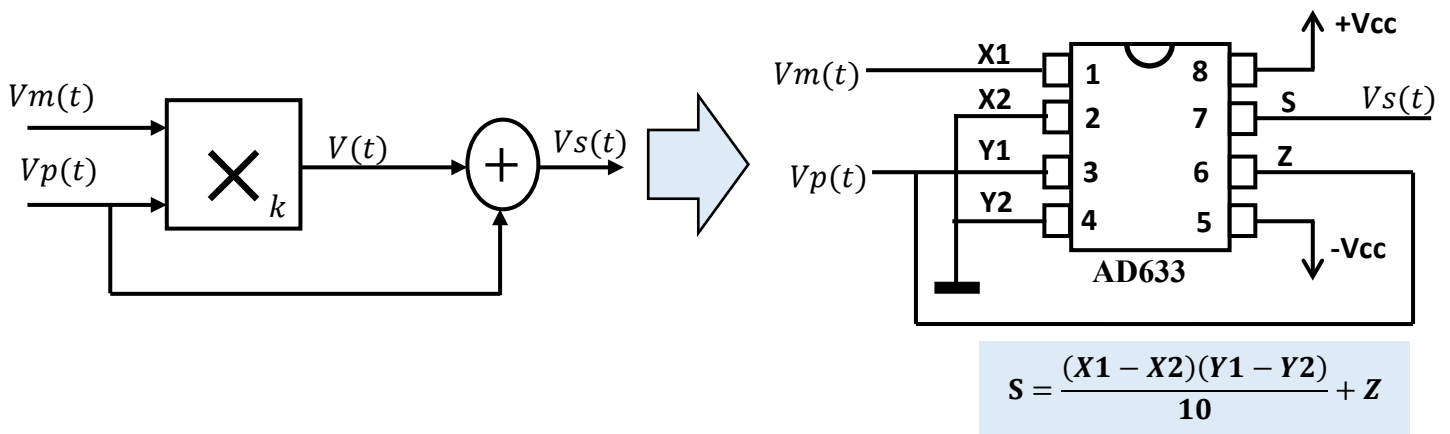 Vm(t)
Vp(t)
×
k
V(t)
+
Vs(t)
Vm(t)
Vp(t)
X1
X2
Y1
Y2
1
2
3
4
8
7
6
5
AD633
+Vcc
S
Vs(t)
Z
-Vcc
S = (X1 − X2)(Y1 − Y2) / 10 + Z